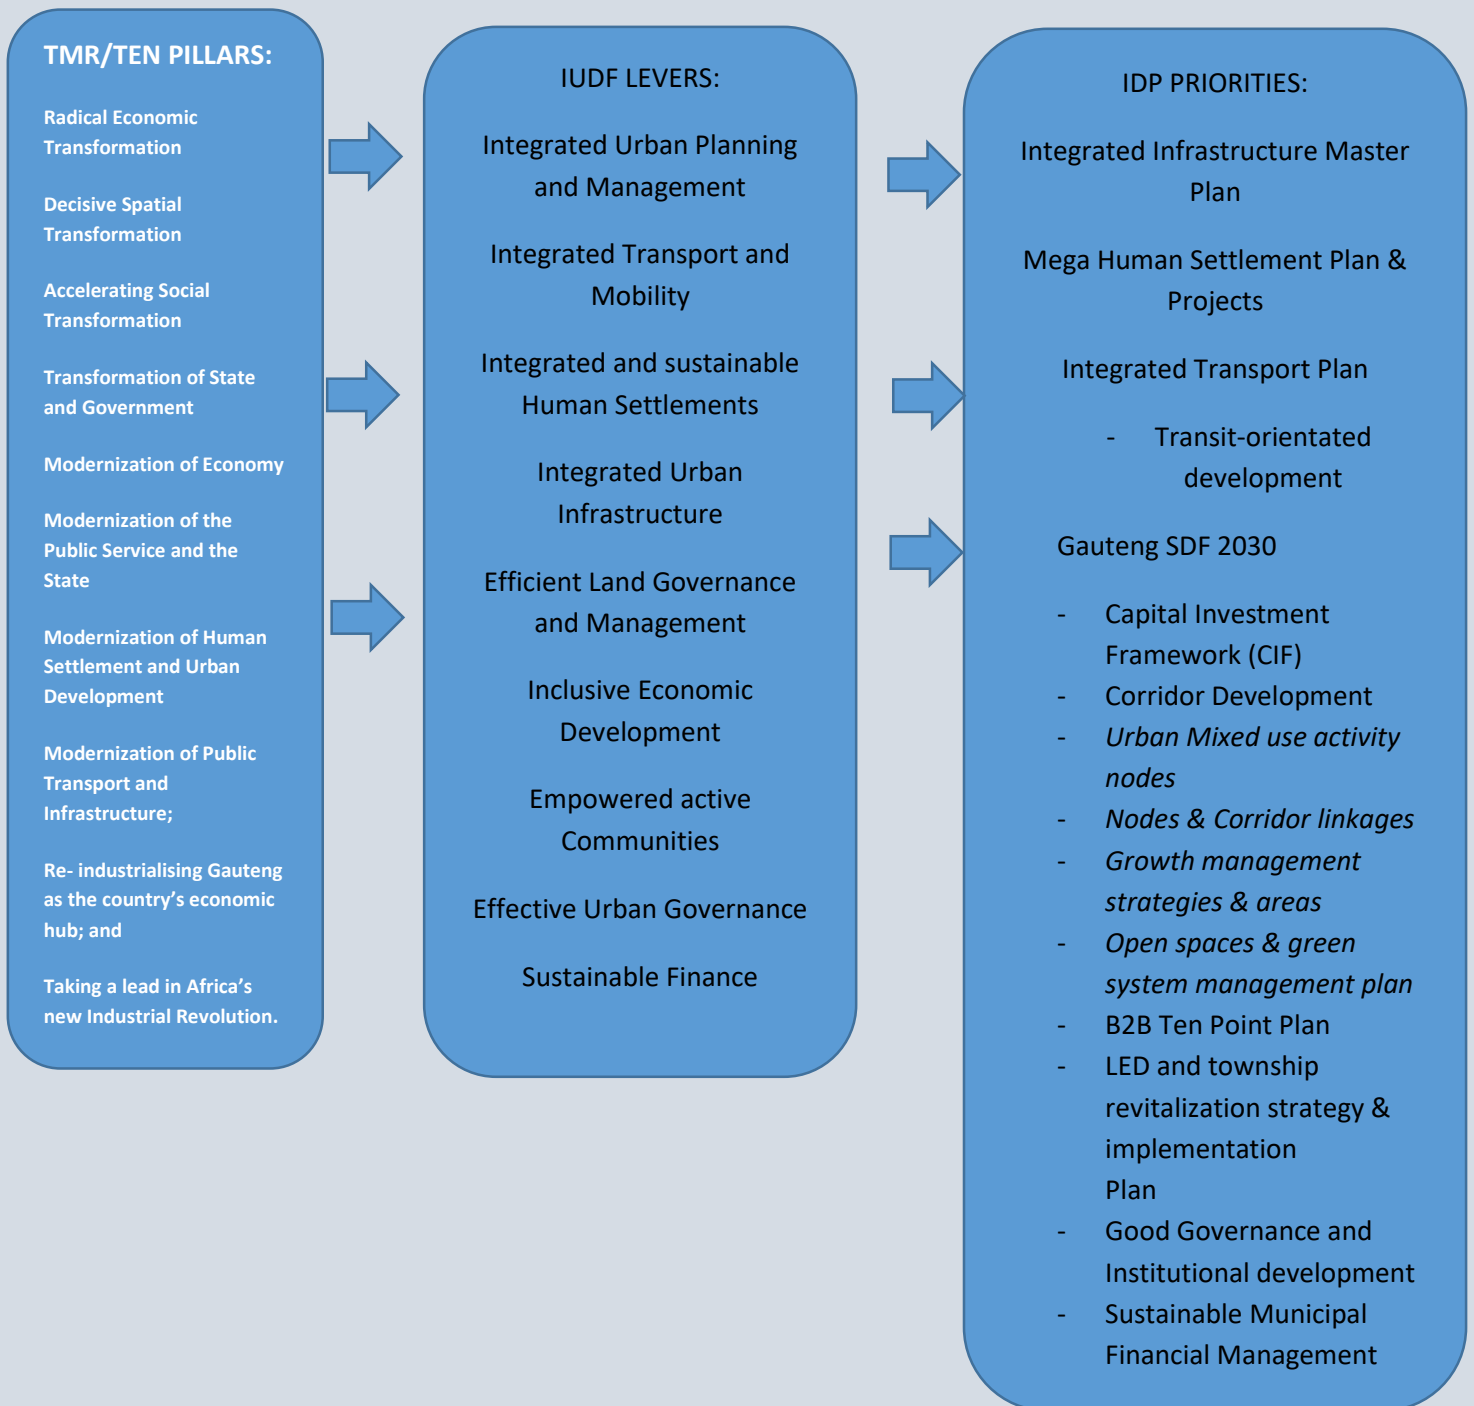 TMR/TEN PILLARS:
Radical Economic
Transformation
Decisive Spatial
Transformation
Accelerating Social
Transformation
Transformation of State
and Government
Modernization of Economy
Modernization of the
Public Service and the
State
Modernization of Human
Settlement and Urban
Development
Modernization of Public
Transport and
Infrastructure;
Re- industrialising Gauteng
as the country’s economic
hub; and
Taking a lead in Africa’s
new Industrial Revolution.
IUDF LEVERS:
Integrated Urban Planning
and Management
Integrated Transport and
Mobility
Integrated and sustainable
Human Settlements
Integrated Urban
Infrastructure
Efficient Land Governance
and Management
Inclusive Economic
Development
Empowered active
Communities
Effective Urban Governance
Sustainable Finance
IDP PRIORITIES:
Integrated Infrastructure Master
Plan
Mega Human Settlement Plan &
Projects
Integrated Transport Plan
- Transit-orientated
development
Gauteng SDF 2030
- Capital Investment
Framework (CIF)
- Corridor Development
- Urban Mixed use activity
nodes
- Nodes & Corridor linkages
- Growth management
strategies & areas
- Open spaces & green
system management plan
- B2B Ten Point Plan
- LED and township
revitalization strategy &
implementation
Plan
- Good Governance and
Institutional development
- Sustainable Municipal
Financial Management